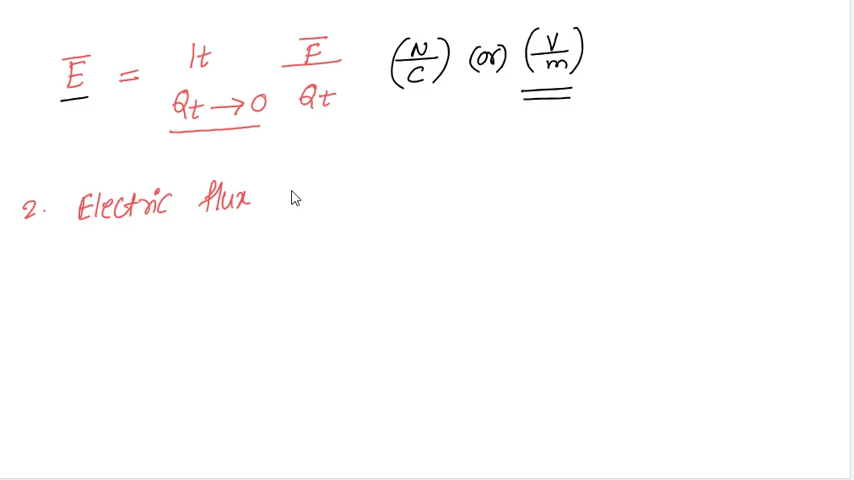 E̅ = lt Qt→0 F̅/Qt (N/C) (or) (V/m)
2. Electric flux